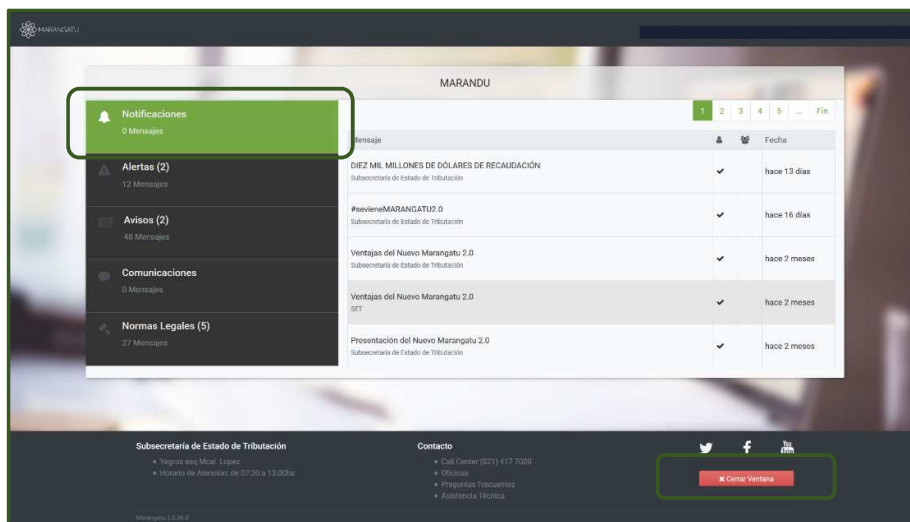 MARANGATU
MARANDU
Notificaciones
0 Mensajes
Alertas (2)
12 Mensajes
Avisos (2)
48 Mensajes
Comunicaciones
0 Mensajes
Normas Legales (5)
27 Mensajes
1 2 3 4 5 ... Fin
Mensaje Fecha
DIEZ MIL MILLONES DE DÓLARES DE RECAUDACIÓN
Subsecretaría de Estado de Tributación
hace 13 días
#sevieneMARANGATU2.0
Subsecretaría de Estado de Tributación
hace 16 días
Ventajas del Nuevo Marangatu 2.0
Subsecretaría de Estado de Tributación
hace 2 meses
Ventajas del Nuevo Marangatu 2.0
SET
hace 2 meses
Presentación del Nuevo Marangatu 2.0
Subsecretaría de Estado de Tributación
hace 2 meses
Subsecretaría de Estado de Tributación
Yegros esq Mcal. Lopez
Horario de Atención: de 07:30 a 13:00hs
Contacto
Call Center (021) 417 7000
Oficinas
Preguntas Frecuentes
Asistencia Técnica
You Tube
Cerrar Ventana